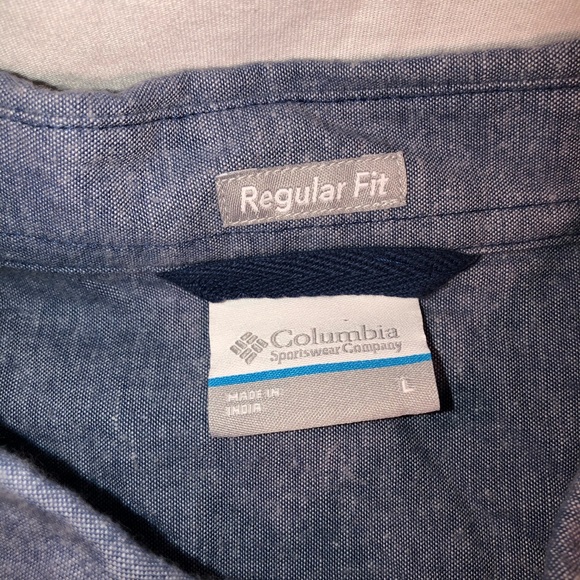 Regular Fit
Columbia
Sportswear Company
MADE IN
INDIA
L